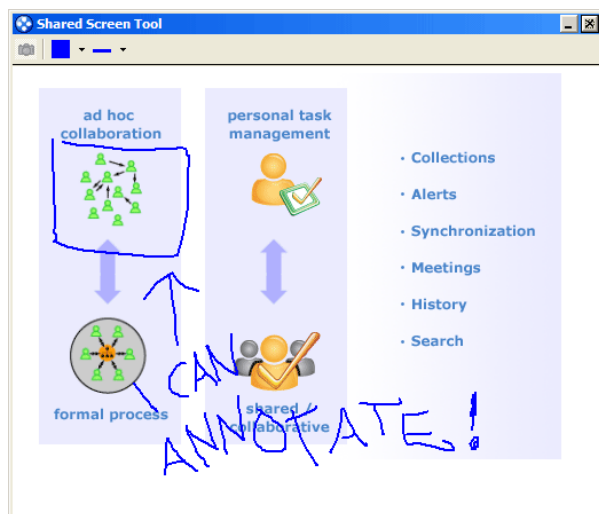 Shared Screen Tool
ad hoc
collaboration
personal task
management
· Collections
· Alerts
· Synchronization
· Meetings
· History
· Search
formal process
shared /
collaborative
CAN
ANNOTATE!